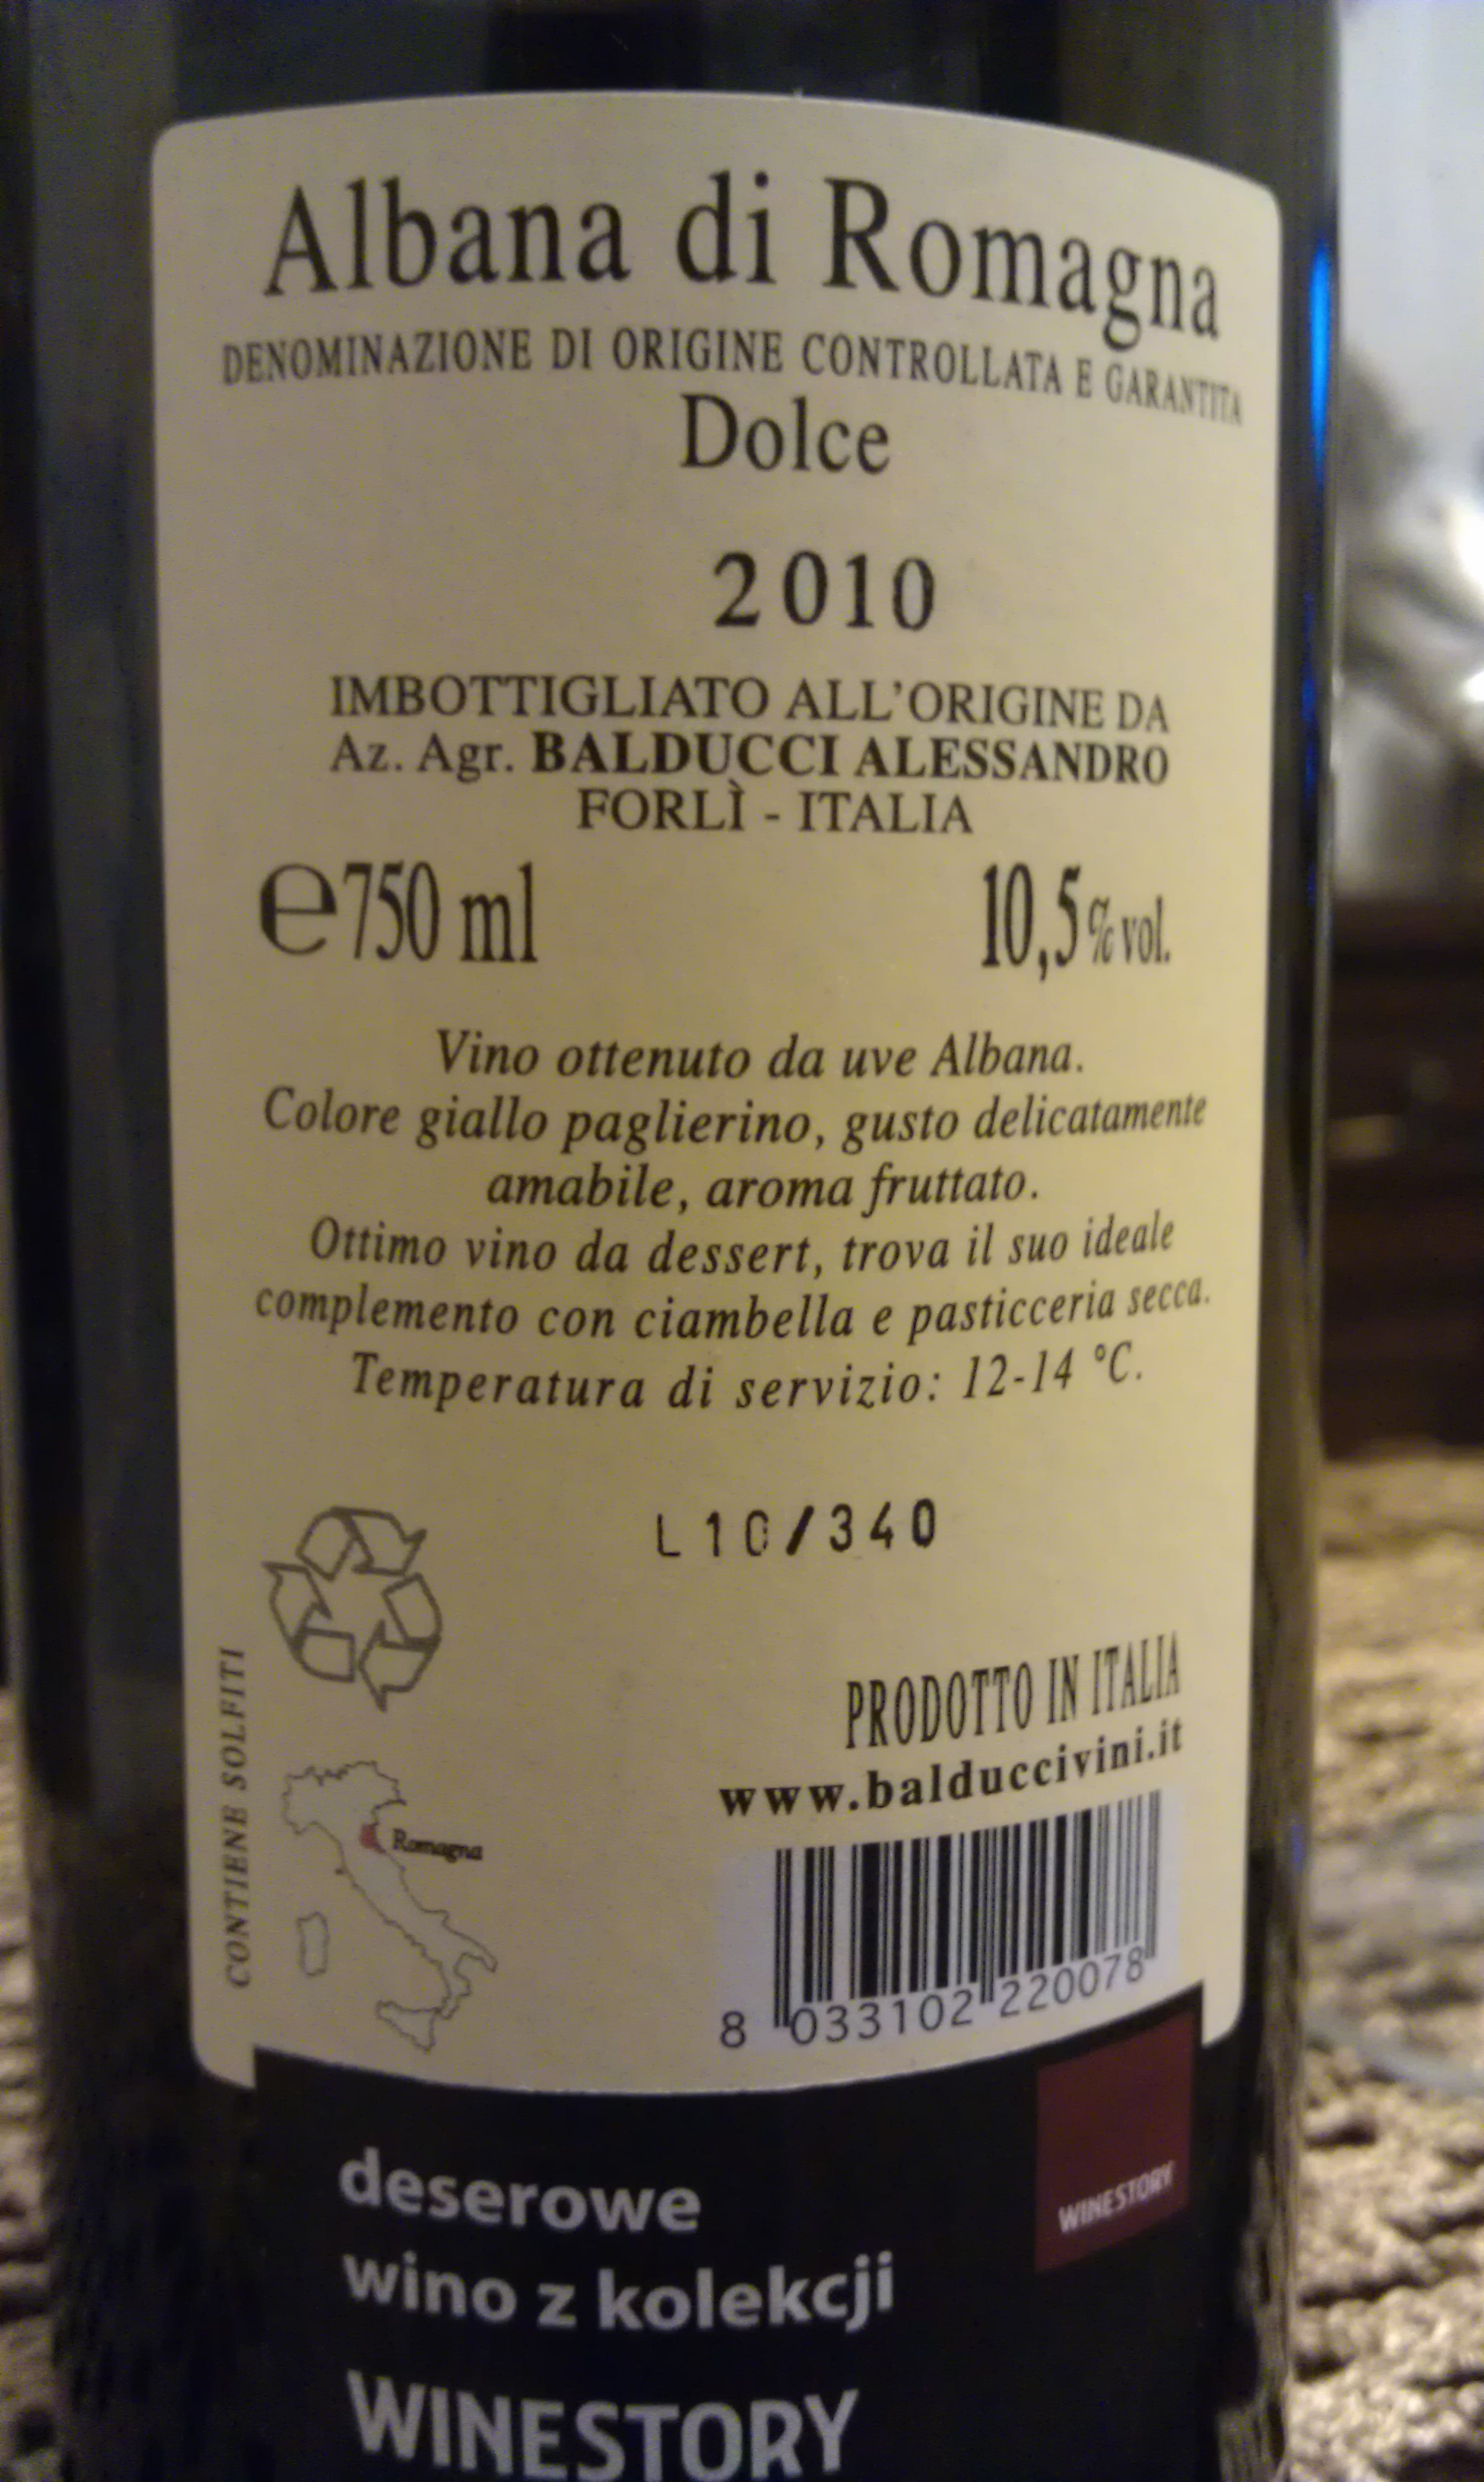 Albana di Romagna
DENOMINAZIONE DI ORIGINE CONTROLLATA E GARANTITA
Dolce
2010
IMBOTTIGLIATO ALL'ORIGINE DA
Az. Agr. BALDUCCI ALESSANDRO
FORLÌ - ITALIA
e 750 ml 10,5 % vol.
Vino ottenuto da uve Albana.
Colore giallo paglierino, gusto delicatamente
amabile, aroma fruttato.
Ottimo vino da dessert, trova il suo ideale
complemento con ciambella e pasticceria secca.
Temperatura di servizio: 12-14 °C.
L10/340
CONTIENE SOLFITI
Romagna
PRODOTTO IN ITALIA
www.balduccivini.it
8 033102 220078
WINESTORY
deserowe
wino z kolekcji
WINESTORY